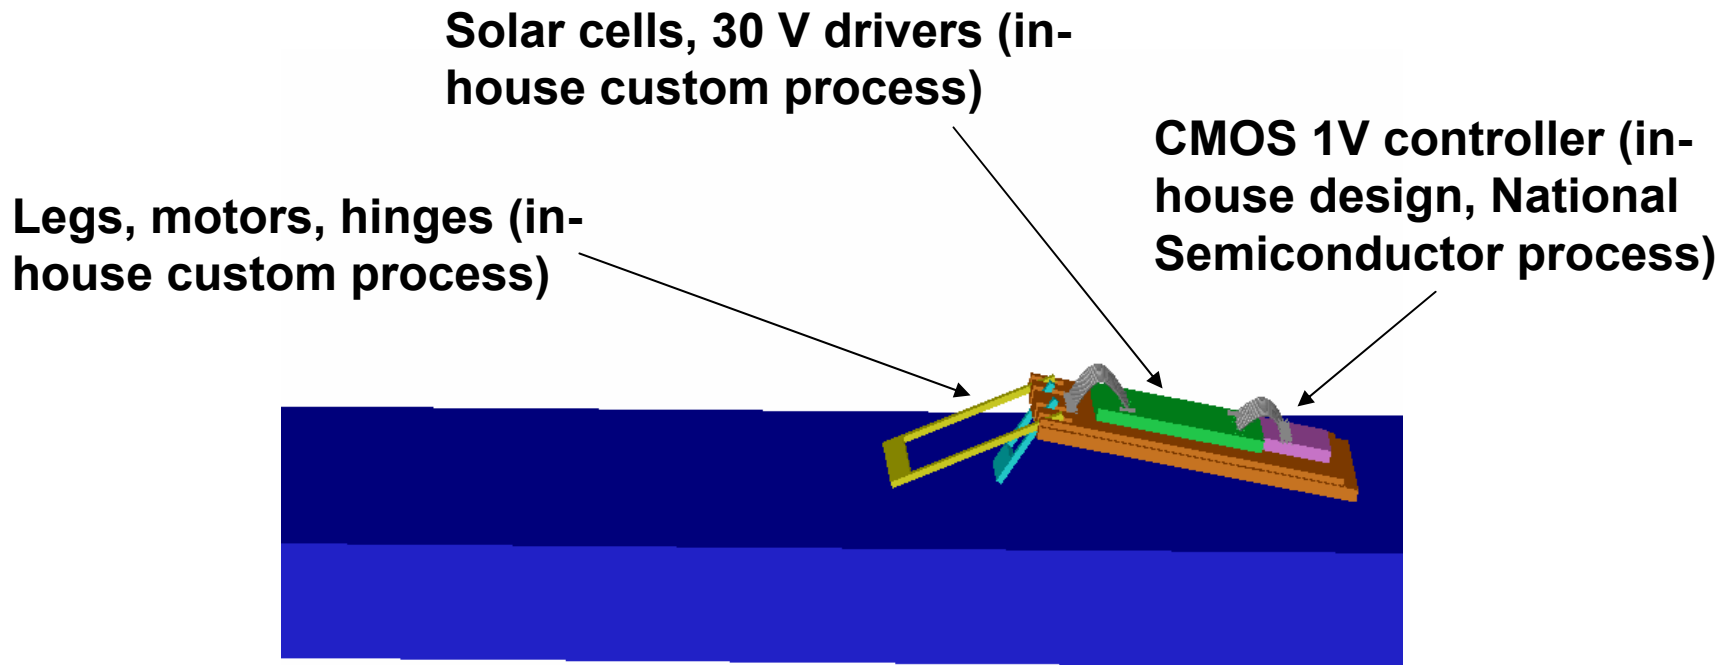 Solar cells, 30 V drivers (in-
house custom process)
CMOS 1V controller (in-
house design, National
Semiconductor process)
Legs, motors, hinges (in-
house custom process)